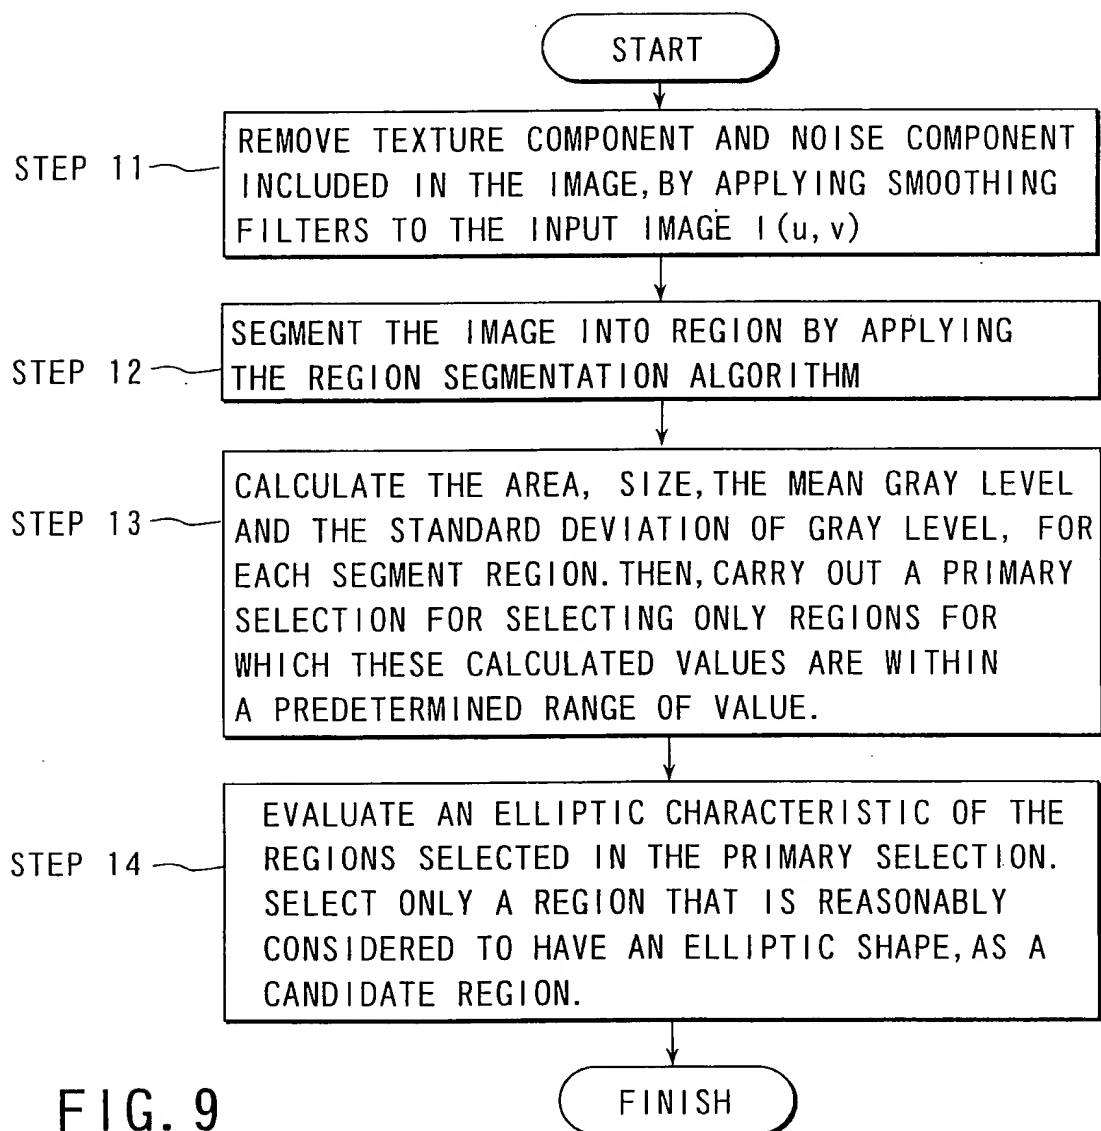 START
STEP 11
REMOVE TEXTURE COMPONENT AND NOISE COMPONENT
INCLUDED IN THE IMAGE, BY APPLYING SMOOTHING
FILTERS TO THE INPUT IMAGE I(u, v)
STEP 12
SEGMENT THE IMAGE INTO REGION BY APPLYING
THE REGION SEGMENTATION ALGORITHM
STEP 13
CALCULATE THE AREA, SIZE, THE MEAN GRAY LEVEL
AND THE STANDARD DEVIATION OF GRAY LEVEL, FOR
EACH SEGMENT REGION. THEN, CARRY OUT A PRIMARY
SELECTION FOR SELECTING ONLY REGIONS FOR
WHICH THESE CALCULATED VALUES ARE WITHIN
A PREDETERMINED RANGE OF VALUE.
STEP 14
EVALUATE AN ELLIPTIC CHARACTERISTIC OF THE
REGIONS SELECTED IN THE PRIMARY SELECTION.
SELECT ONLY A REGION THAT IS REASONABLY
CONSIDERED TO HAVE AN ELLIPTIC SHAPE, AS A
CANDIDATE REGION.
FINISH
FIG. 9